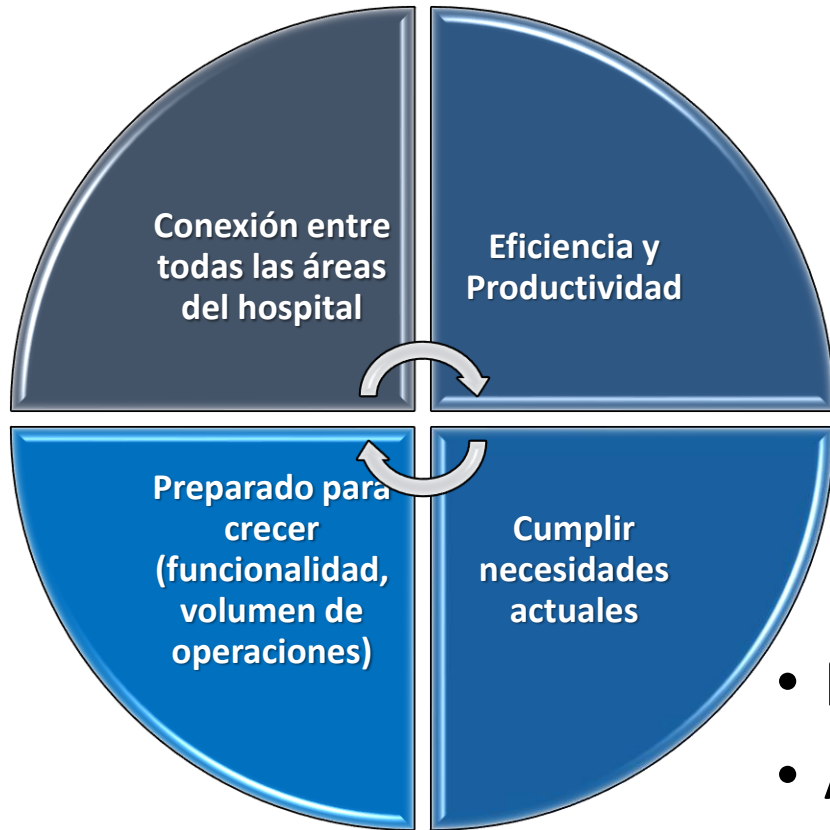 Conexión entre
todas las áreas
del hospital
Eficiencia y
Productividad
Preparado para
crecer
(funcionalidad,
volumen de
operaciones)
Cumplir
necesidades
actuales
•
•